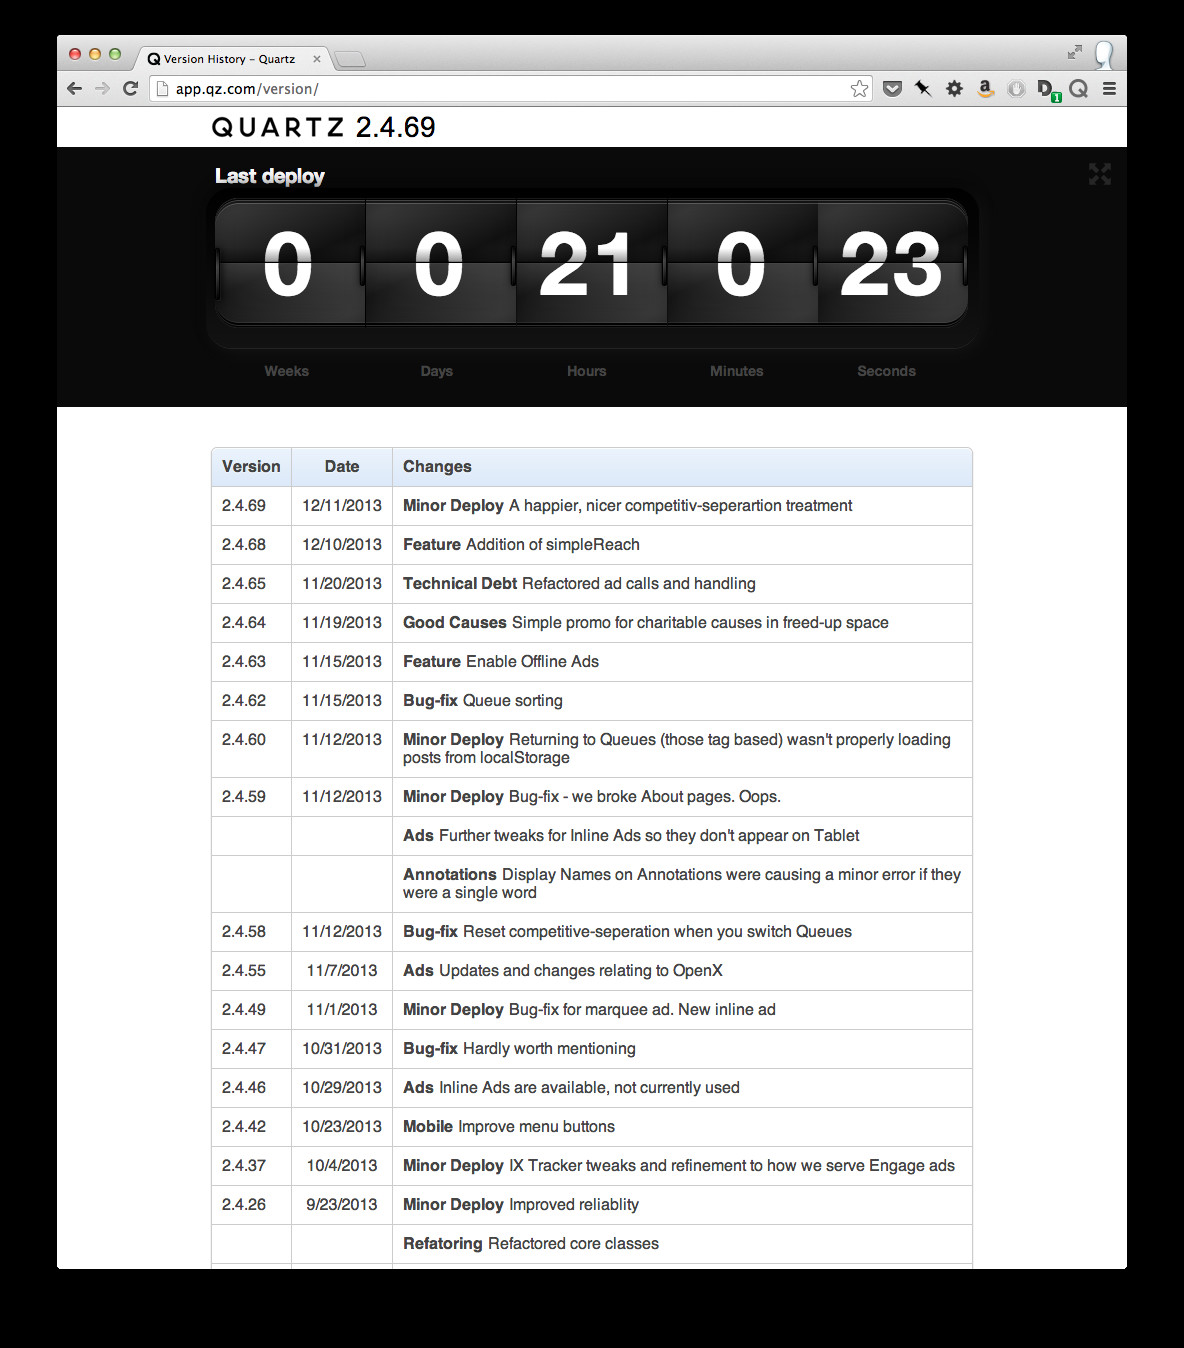 Version History – Quartz
app.qz.com/version/
QUARTZ 2.4.69
Last deploy
0 0 21 0 23
Weeks Days Hours Minutes Seconds
Version Date Changes
2.4.69 12/11/2013 Minor Deploy A happier, nicer competitiv-seperartion treatment
2.4.68 12/10/2013 Feature Addition of simpleReach
2.4.65 11/20/2013 Technical Debt Refactored ad calls and handling
2.4.64 11/19/2013 Good Causes Simple promo for charitable causes in freed-up space
2.4.63 11/15/2013 Feature Enable Offline Ads
2.4.62 11/15/2013 Bug-fix Queue sorting
2.4.60 11/12/2013 Minor Deploy Returning to Queues (those tag based) wasn't properly loading
posts from localStorage
2.4.59 11/12/2013 Minor Deploy Bug-fix - we broke About pages. Oops.
Ads Further tweaks for Inline Ads so they don't appear on Tablet
Annotations Display Names on Annotations were causing a minor error if they
were a single word
2.4.58 11/12/2013 Bug-fix Reset competitive-seperation when you switch Queues
2.4.55 11/7/2013 Ads Updates and changes relating to OpenX
2.4.49 11/1/2013 Minor Deploy Bug-fix for marquee ad. New inline ad
2.4.47 10/31/2013 Bug-fix Hardly worth mentioning
2.4.46 10/29/2013 Ads Inline Ads are available, not currently used
2.4.42 10/23/2013 Mobile Improve menu buttons
2.4.37 10/4/2013 Minor Deploy IX Tracker tweaks and refinement to how we serve Engage ads
2.4.26 9/23/2013 Minor Deploy Improved reliablity
Refatoring Refactored core classes